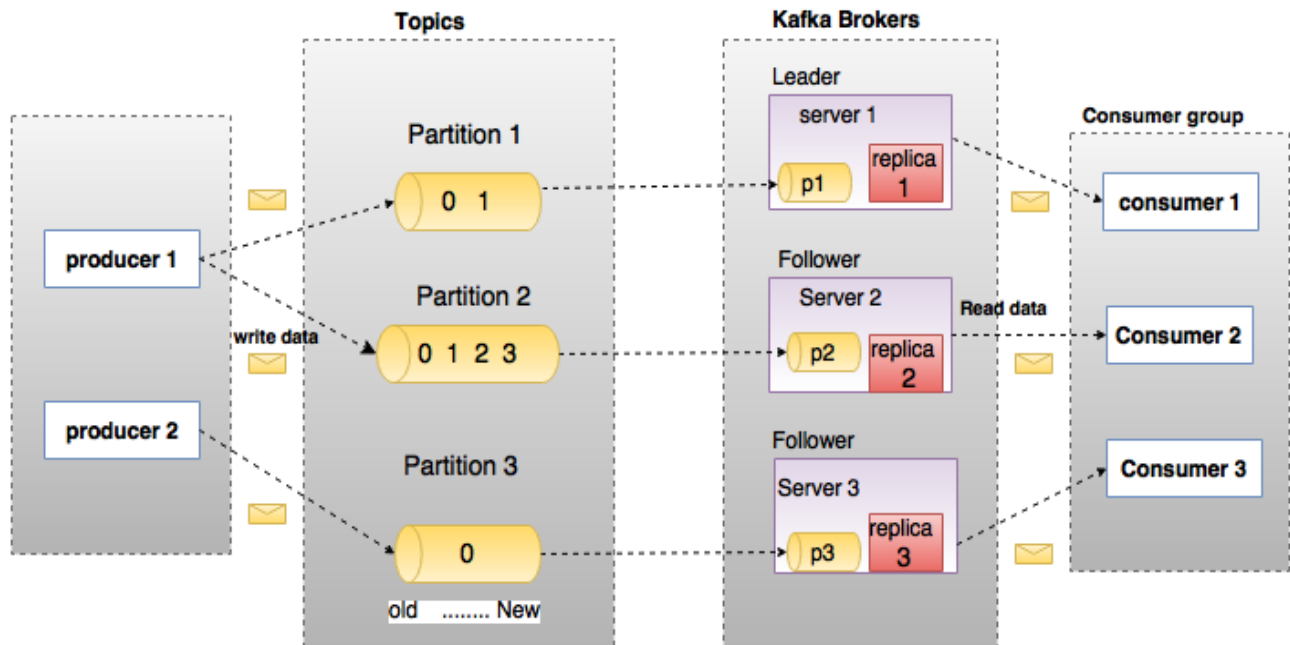 Topics
Kafka Brokers
Leader
server 1
Partition 1
Consumer group
p1
replica
1
0 1
consumer 1
producer 1
Follower
Server 2
Partition 2
write data
Read data
0 1 2 3
p2
replica
2
Consumer 2
producer 2
Follower
Partition 3
Server 3
Consumer 3
0
p3
replica
3
old ........ New